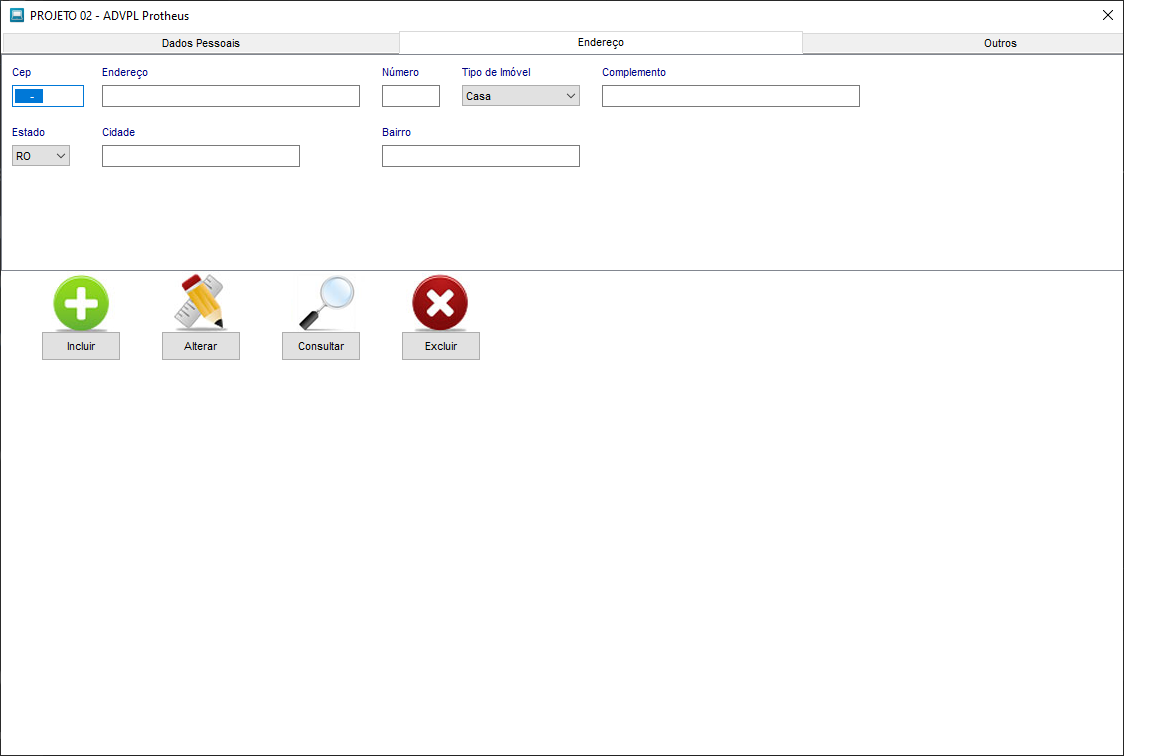 PROJETO 02 - ADVPL Protheus
Dados Pessoais Endereço Outros
Cep Endereço Número Tipo de Imóvel Complemento
- Casa
Estado Cidade Bairro
RO
Incluir Alterar Consultar Excluir